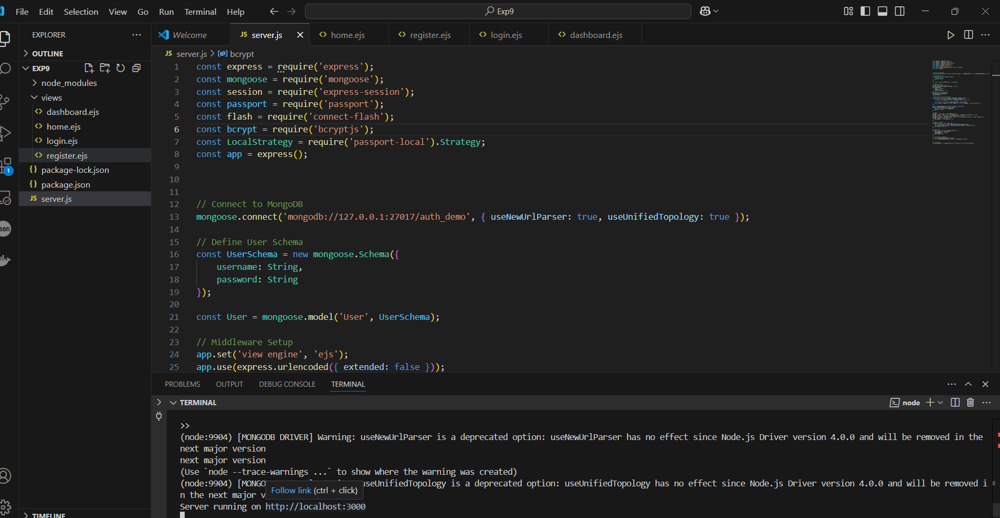 File Edit Selection View Go Run Terminal Help
Exp9
EXPLORER
OUTLINE
EXP9
node_modules
views
dashboard.ejs
home.ejs
login.ejs
register.ejs
package-lock.json
package.json
JS server.js
TIMELINE
1
son
Welcome
JS server.js
home.ejs
register.ejs
login.ejs
dashboard.ejs
JS server.js > bcrypt
1 const express = require('express');
2 const mongoose = require('mongoose');
3 const session = require('express-session');
4 const passport = require('passport');
5 const flash = require('connect-flash');
6 const bcrypt = require('bcryptjs');
7 const LocalStrategy = require('passport-local').Strategy;
8 const app = express();
9
10
11
12 // Connect to MongoDB
13 mongoose.connect('mongodb://127.0.0.1:27017/auth_demo', { useNewUrlParser: true, useUnifiedTopology: true });
14
15 // Define User Schema
16 const UserSchema = new mongoose.Schema({
17 username: String,
18 password: String
19 });
20
21 const User = mongoose.model('User', UserSchema);
22
23 // Middleware Setup
24 app.set('view engine', 'ejs');
25 app.use(express.urlencoded({ extended: false }));
PROBLEMS OUTPUT DEBUG CONSOLE TERMINAL
TERMINAL
node
>>
(node:9904) [MONGODB DRIVER] Warning: useNewUrlParser is a deprecated option: useNewUrlParser has no effect since Node.js Driver version 4.0.0 and will be removed in the
next major version
next major version
(Use `node --trace-warnings ...` to show where the warning was created)
(node:9904) [MONGO useUnifiedTopology is a deprecated option: useUnifiedTopology has no effect since Node.js Driver version 4.0.0 and will be removed i
n the next major v
Follow link (ctrl + click)
Server running on http://localhost:3000